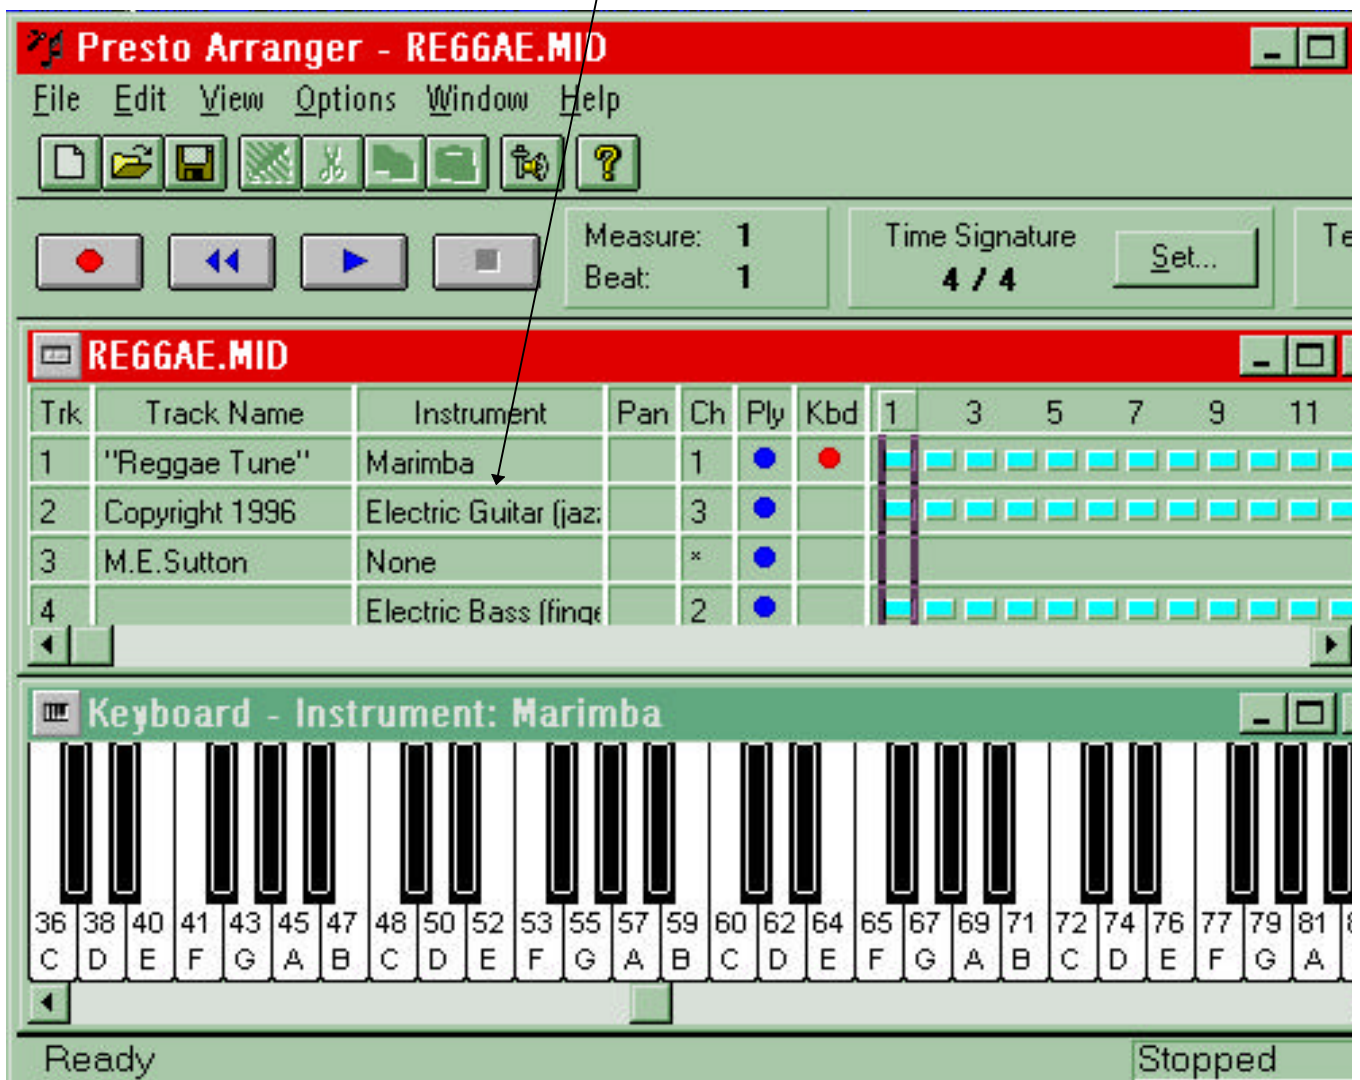 Presto Arranger - REGGAE.MID
File Edit View Options Window Help
Measure: 1
Beat: 1
Time Signature
4 / 4
Set...
Te
REGGAE.MID
Trk Track Name Instrument Pan Ch Ply Kbd 1 3 5 7 9 11
1 "Reggae Tune" Marimba 1
2 Copyright 1996 Electric Guitar (jaz: 3
3 M.E.Sutton None *
4 Electric Bass (finge 2
Keyboard - Instrument: Marimba
36 38 40 41 43 45 47 48 50 52 53 55 57 59 60 62 64 65 67 69 71 72 74 76 77 79 81
C D E F G A B C D E F G A B C D E F G A B C D E F G A
Ready Stopped